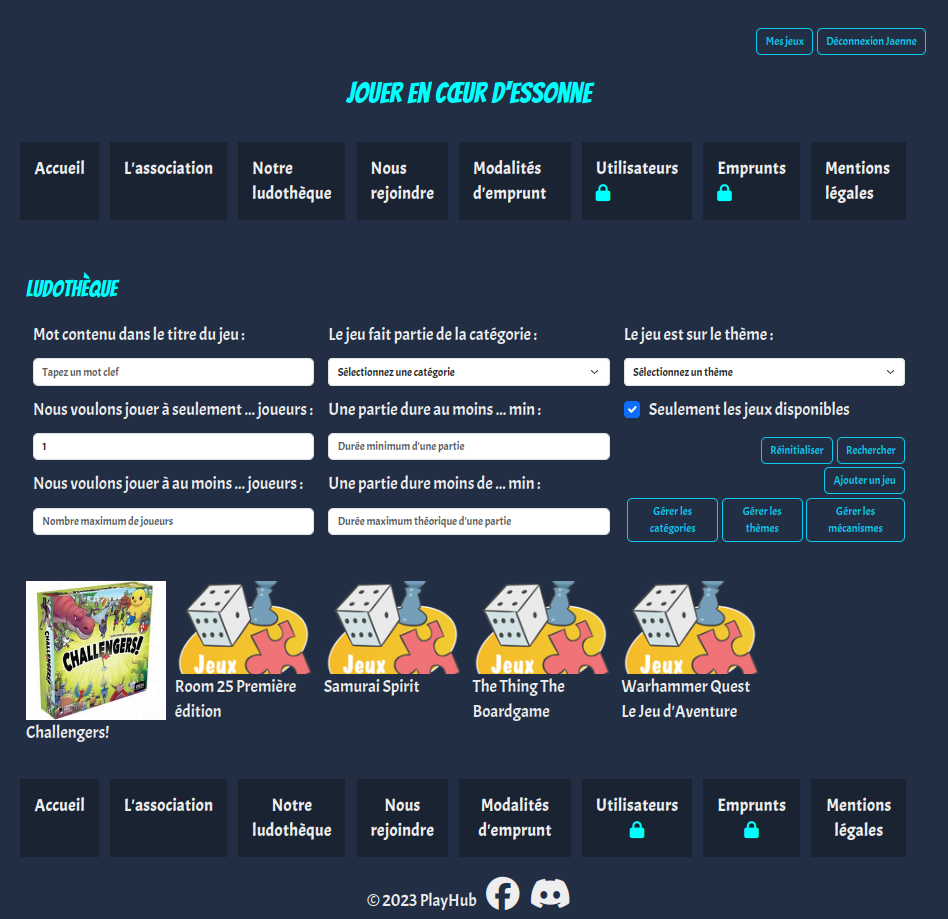 Mes jeux
Déconnexion Jaenne
JOUER EN CŒUR D'ESSONNE
Accueil
L'association
Notre
ludothèque
Nous
rejoindre
Modalités
d'emprunt
Utilisateurs
Emprunts
Mentions
légales
LUDOTHÈQUE
Mot contenu dans le titre du jeu :
Tapez un mot clef
Le jeu fait partie de la catégorie :
Sélectionnez une catégorie
Le jeu est sur le thème :
Sélectionnez un thème
Nous voulons jouer à seulement ... joueurs :
1
Une partie dure au moins ... min :
Durée minimum d'une partie
Seulement les jeux disponibles
Réinitialiser
Rechercher
Ajouter un jeu
Nous voulons jouer à au moins ... joueurs :
Nombre maximum de joueurs
Une partie dure moins de ... min :
Durée maximum théorique d'une partie
Gérer les
catégories
Gérer les
thèmes
Gérer les
mécanismes
CHALLENGERS!
CHALLENGERS!
Challengers!
Jeux
Room 25 Première
édition
Jeux
Samurai Spirit
Jeux
The Thing The
Boardgame
Jeux
Warhammer Quest
Le Jeu d'Aventure
Accueil
L'association
Notre
ludothèque
Nous
rejoindre
Modalités
d'emprunt
Utilisateurs
Emprunts
Mentions
légales
© 2023 PlayHub